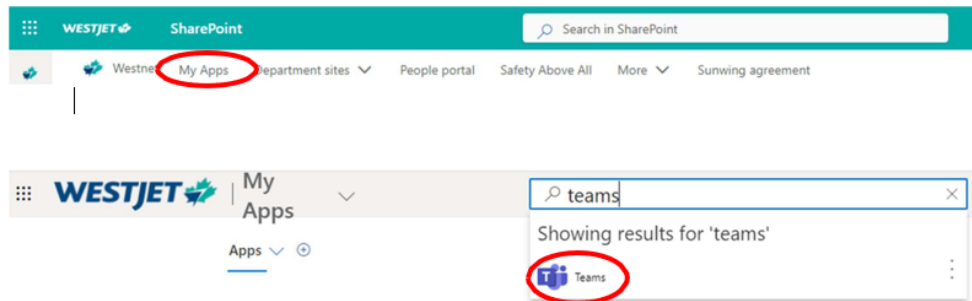 WESTJET SharePoint Search in SharePoint
Westne My Apps Department sites People portal Safety Above All More Sunwing agreement
WESTJET My Apps teams
Showing results for 'teams'
Apps
Teams